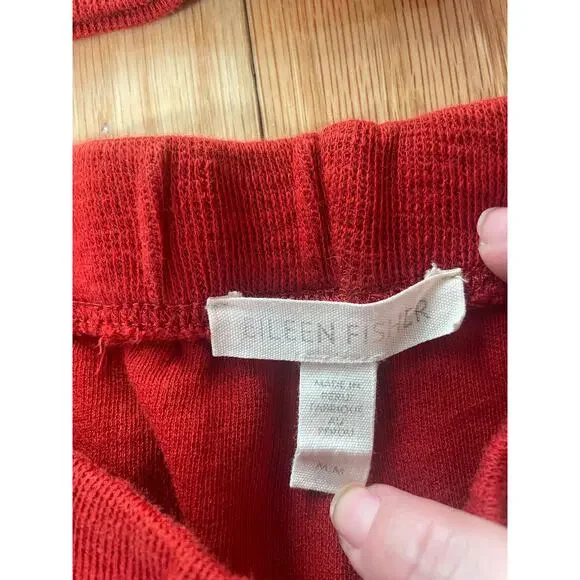 EILEEN FISHER
MADE IN
PERU
FABRIQUÉ
AU
PÉROU
M/M